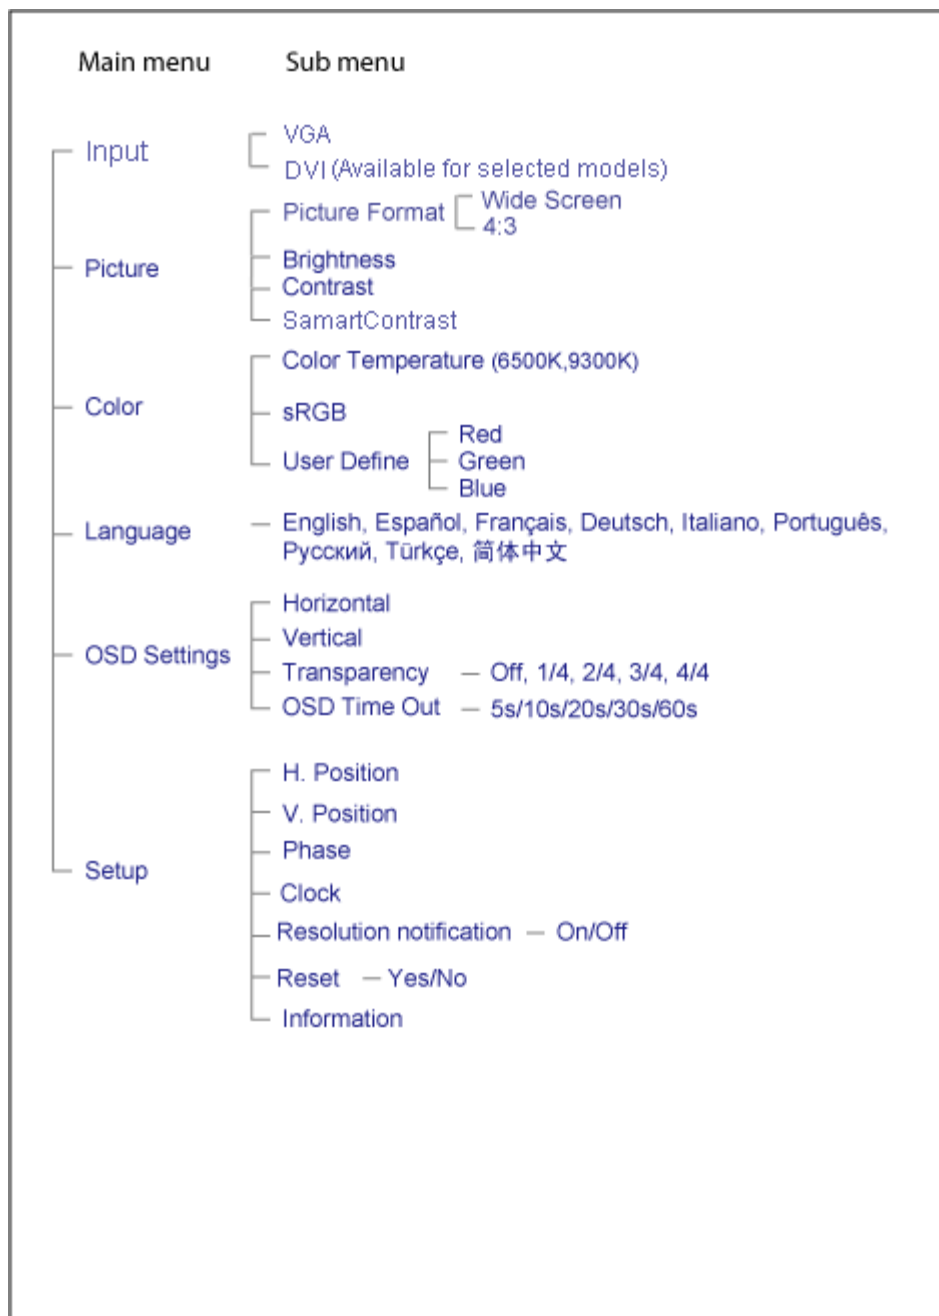 Main menu Sub menu
Input
VGA
DVI (Available for selected models)
Picture
Picture Format
Wide Screen
4:3
Brightness
Contrast
SamartContrast
Color
Color Temperature (6500K,9300K)
sRGB
User Define
Red
Green
Blue
Language
English, Español, Français, Deutsch, Italiano, Português,
Русский, Türkçe, 简体中文
OSD Settings
Horizontal
Vertical
Transparency — Off, 1/4, 2/4, 3/4, 4/4
OSD Time Out — 5s/10s/20s/30s/60s
Setup
H. Position
V. Position
Phase
Clock
Resolution notification — On/Off
Reset — Yes/No
Information